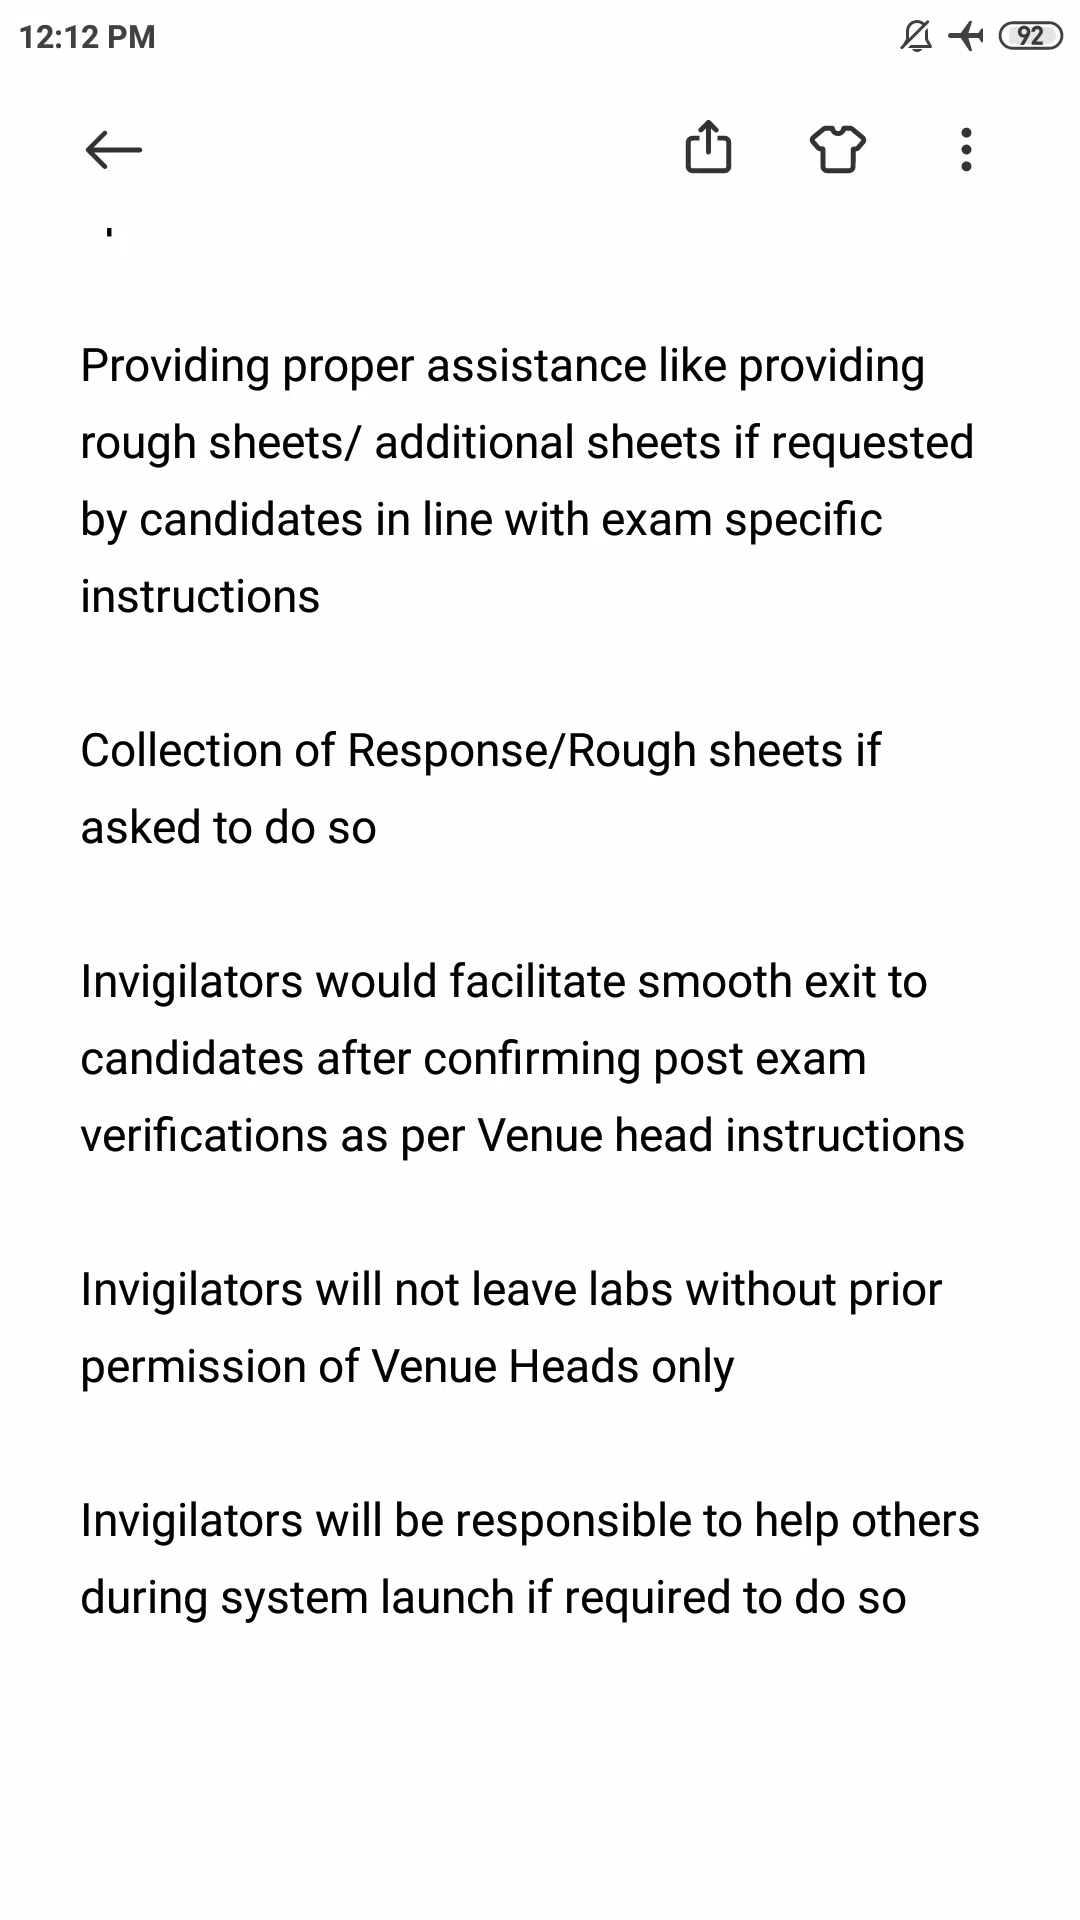 12:12 PM
92
Providing proper assistance like providing
rough sheets/ additional sheets if requested
by candidates in line with exam specific
instructions
Collection of Response/Rough sheets if
asked to do so
Invigilators would facilitate smooth exit to
candidates after confirming post exam
verifications as per Venue head instructions
Invigilators will not leave labs without prior
permission of Venue Heads only
Invigilators will be responsible to help others
during system launch if required to do so